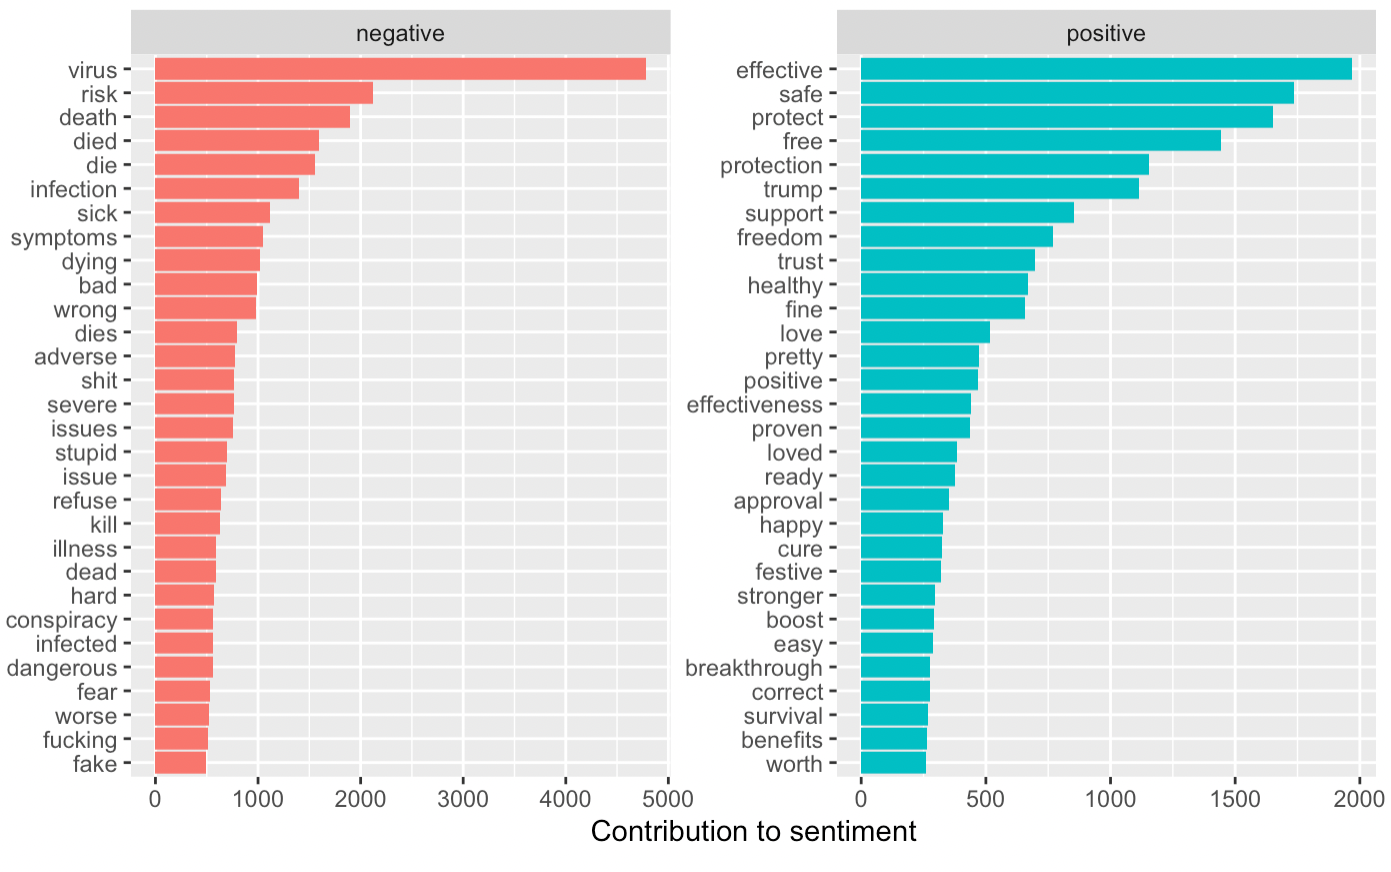 negative
virus
risk
death
died
die
infection
sick
symptoms
dying
bad
wrong
dies
adverse
shit
severe
issues
stupid
issue
refuse
kill
illness
dead
hard
conspiracy
infected
dangerous
fear
worse
fucking
fake
0 1000 2000 3000 4000 5000
positive
effective
safe
protect
free
protection
trump
support
freedom
trust
healthy
fine
love
pretty
positive
effectiveness
proven
loved
ready
approval
happy
cure
festive
stronger
boost
easy
breakthrough
correct
survival
benefits
worth
0 500 1000 1500 2000
Contribution to sentiment